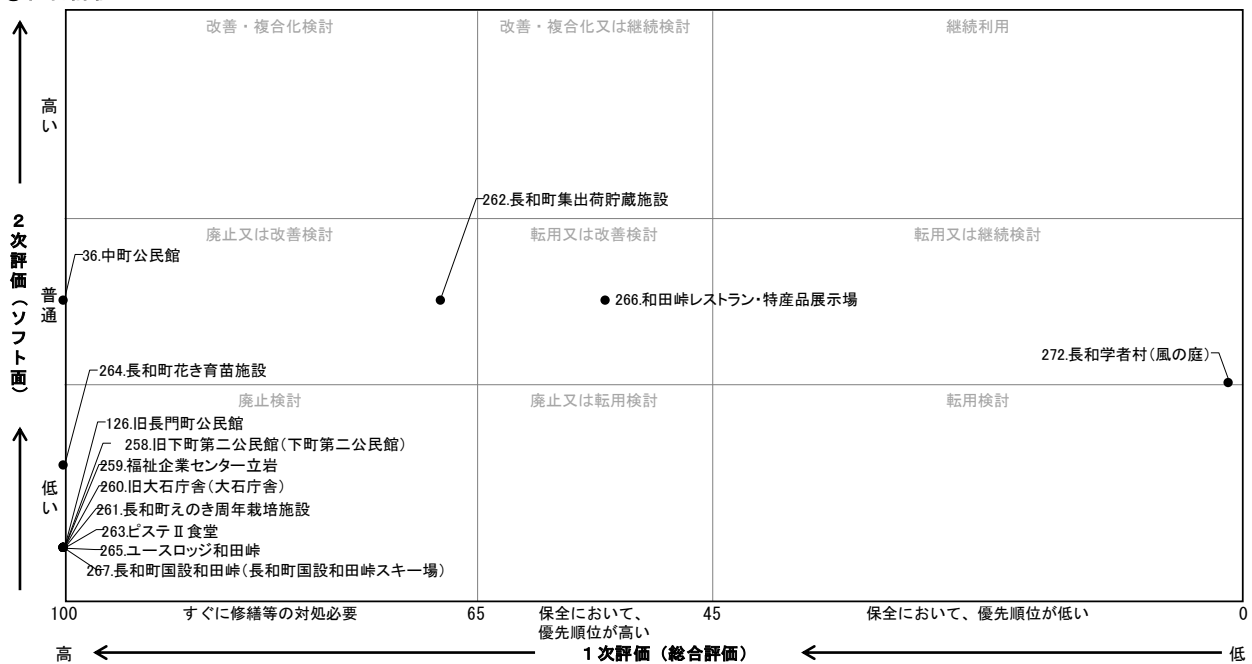 改善・複合化検討
改善・複合化又は継続検討
継続利用
高い
262.長和町集出荷貯蔵施設
2次評価（ソフト面）
廃止又は改善検討
転用又は改善検討
転用又は継続検討
36.中町公民館
普通
266.和田峠レストラン・特産品展示場
272.長和学者村（風の庭）
264.長和町花き育苗施設
廃止検討
廃止又は転用検討
転用検討
126.旧長門町公民館
258.旧下町第二公民館（下町第二公民館）
259.福祉企業センター立岩
低い
260.旧大石庁舎（大石庁舎）
261.長和町えのき周年栽培施設
263.ピステⅡ食堂
265.ユースロッジ和田峠
267.長和町国設和田峠（長和町国設和田峠スキー場）
100
すぐに修繕等の対処必要
65
保全において、
優先順位が高い
45
保全において、優先順位が低い
0
高
1次評価（総合評価）
低